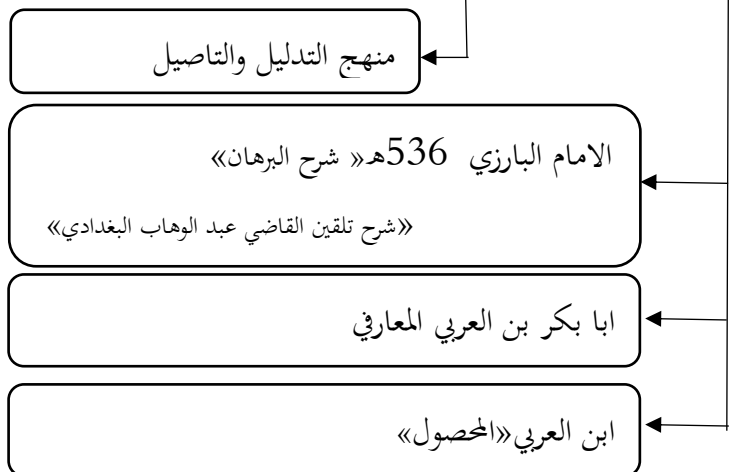 منهج التدليل والتاصيل
الامام البارزي 536هـ« شرح البرهان»
«شرح تلقين القاضي عبد الوهاب البغدادي»
ابا بكر بن العربي المعارفي
ابن العربي«المحصول»